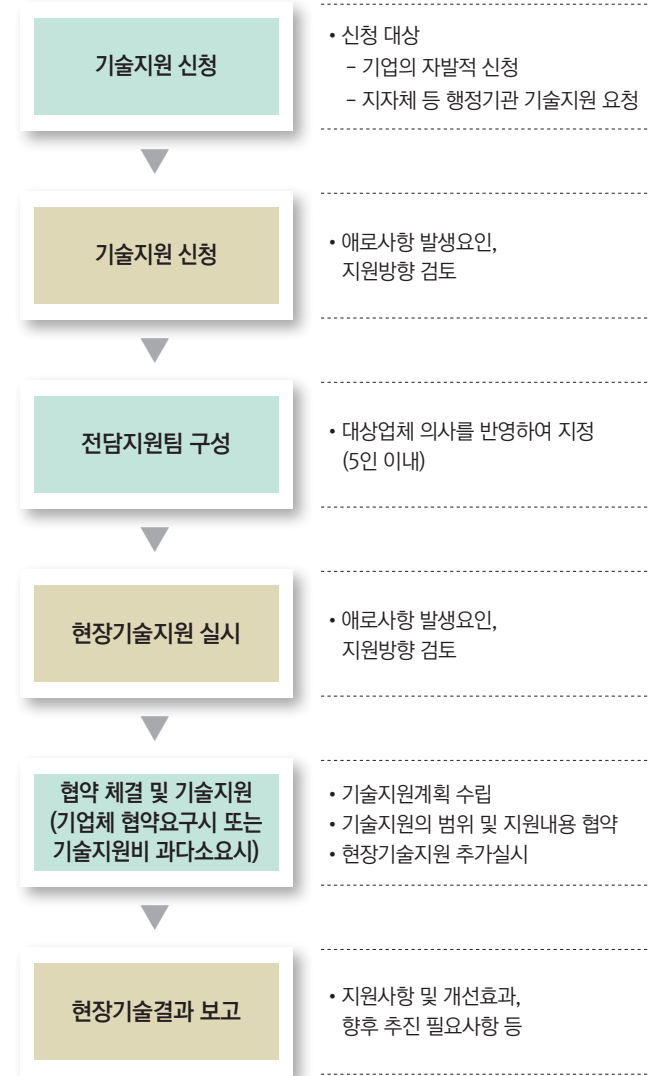 기술지원 신청
• 신청 대상
- 기업의 자발적 신청
- 지자체 등 행정기관 기술지원 요청
기술지원 신청
• 애로사항 발생요인,
지원방향 검토
전담지원팀 구성
• 대상업체 의사를 반영하여 지정
(5인 이내)
현장기술지원 실시
• 애로사항 발생요인,
지원방향 검토
협약 체결 및 기술지원
(기업체 협약요구시 또는
기술지원비 과다소요시)
• 기술지원계획 수립
• 기술지원의 범위 및 지원내용 협약
• 현장기술지원 추가실시
현장기술결과 보고
• 지원사항 및 개선효과,
향후 추진 필요사항 등